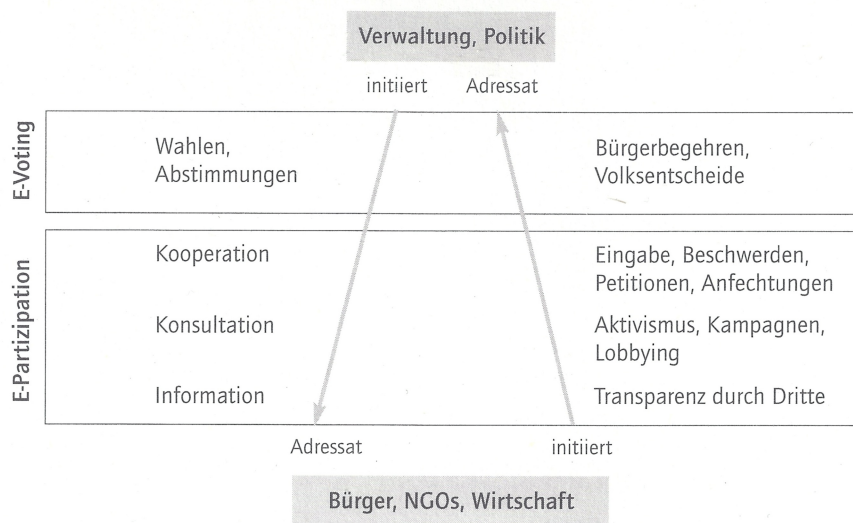 Verwaltung, Politik
initiiert Adressat
E-Voting
Wahlen,
Abstimmungen
Bürgerbegehren,
Volksentscheide
E-Partizipation
Kooperation
Eingabe, Beschwerden,
Petitionen, Anfechtungen
Konsultation
Aktivismus, Kampagnen,
Lobbying
Information
Transparenz durch Dritte
Adressat initiiert
Bürger, NGOs, Wirtschaft